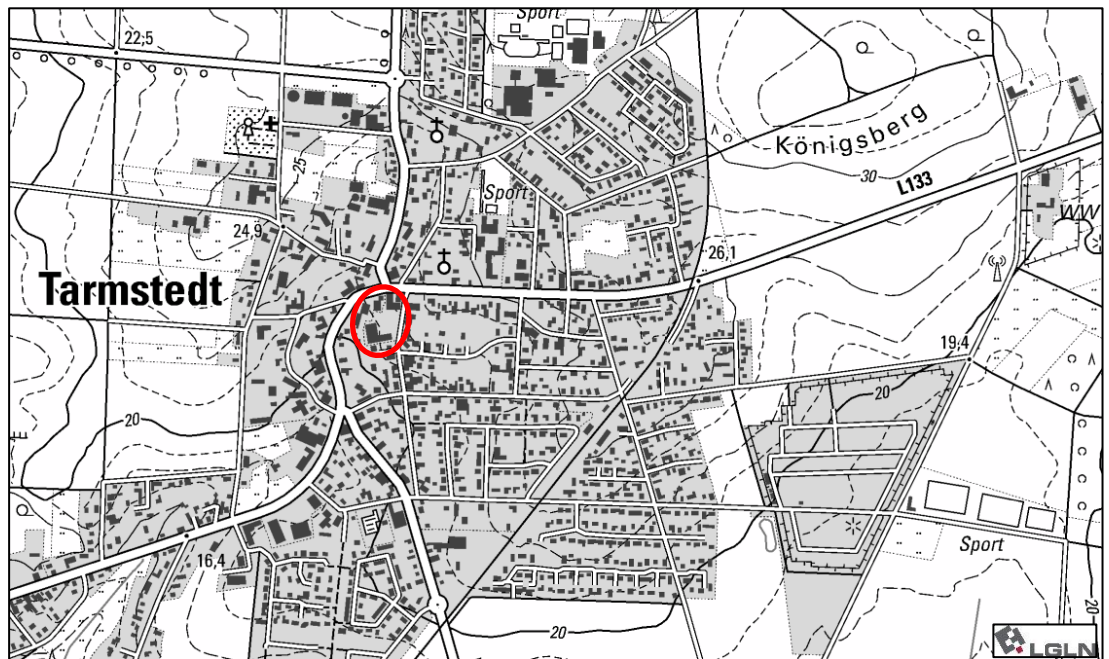 Sport
22,5
Königsberg
25
30
L133
Sport
WW
24,9
26,1
Tarmstedt
19,4
20
20
L
16,4
Sport
20
20
LGLN